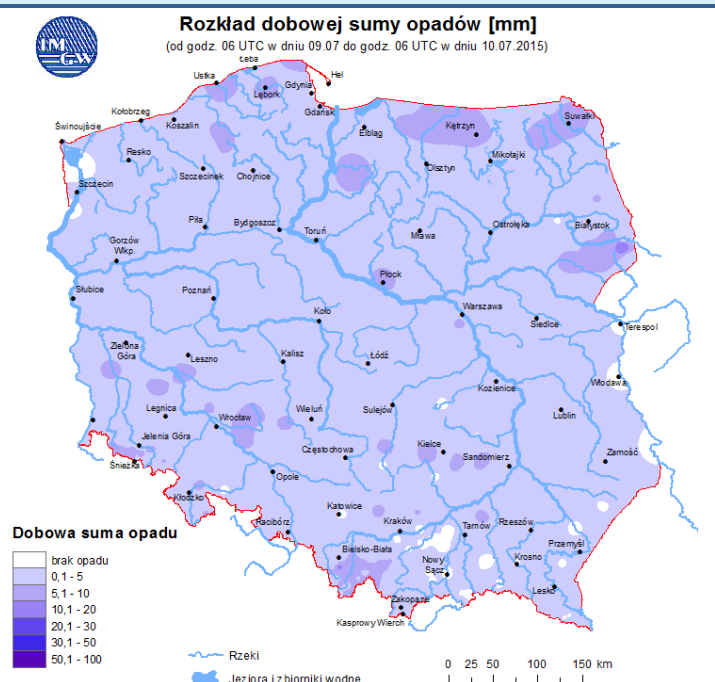 Rozkład dobowej sumy opadów [mm]
(od godz. 06 UTC w dniu 09.07 do godz. 06 UTC w dniu 10.07.2015)
IM
GW
Łeba
Ustka
Hel
Lębork
Gdynia
Gdańsk
Kołobrzeg
Koszalin
Elbląg
Kętrzyn
Suwałki
Świnoujście
Resko
Szczecinek
Chojnice
Olsztyn
Mikołajki
Szczecin
Piła
Bydgoszcz
Toruń
Mława
Ostrołęka
Białystok
Gorzów
Wlkp.
Płock
Słubice
Poznań
Koło
Warszawa
Siedlce
Terespol
Zielona
Góra
Leszno
Kalisz
Łódź
Kozienice
Włodawa
Legnica
Wrocław
Wieluń
Sulejów
Lublin
Jelenia Góra
Śnieżka
Częstochowa
Kielce
Sandomierz
Zamość
Kłodzko
Opole
Katowice
Racibórz
Kraków
Tarnów
Rzeszów
Przemyśl
Bielsko-Biała
Nowy
Sącz
Krosno
Lesko
Zakopane
Kasprowy Wierch
Dobowa suma opadu
brak opadu
0,1 - 5
5,1 - 10
10,1 - 20
20,1 - 30
30,1 - 50
50,1 - 100
Rzeki
Jeziora i zbiorniki wodne
0 25 50 100 150 km